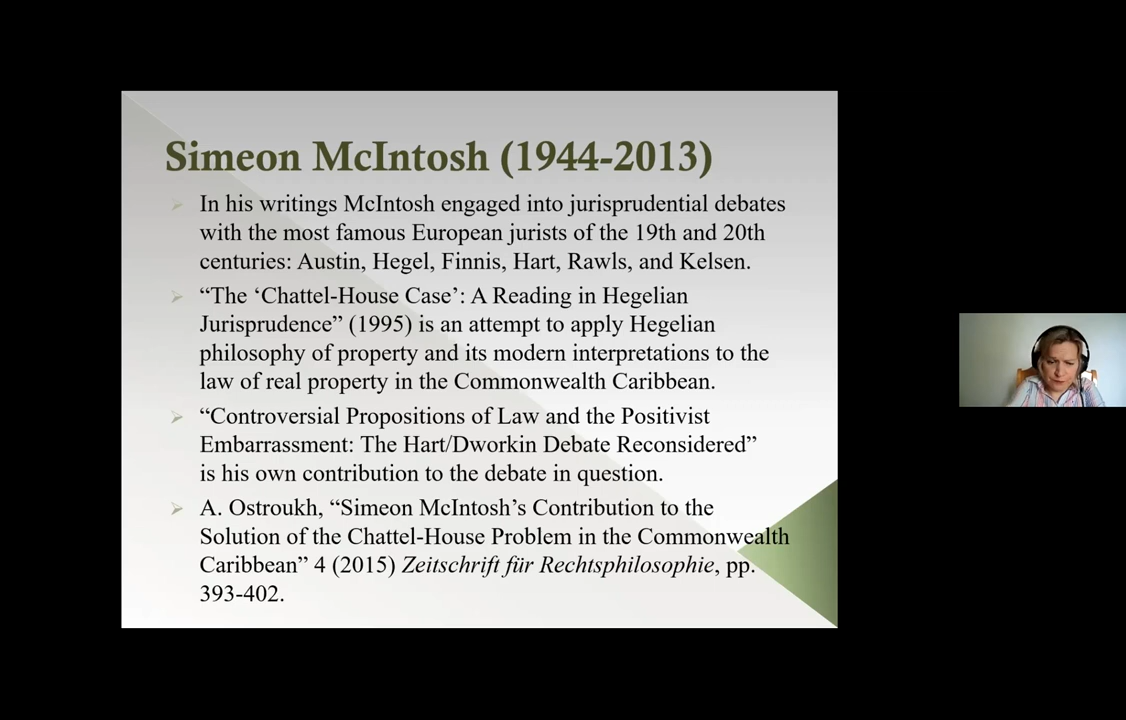 Simeon McIntosh (1944-2013)
In his writings McIntosh engaged into jurisprudential debates
with the most famous European jurists of the 19th and 20th
centuries: Austin, Hegel, Finnis, Hart, Rawls, and Kelsen.
“The ‘Chattel-House Case’: A Reading in Hegelian
Jurisprudence” (1995) is an attempt to apply Hegelian
philosophy of property and its modern interpretations to the
law of real property in the Commonwealth Caribbean.
“Controversial Propositions of Law and the Positivist
Embarrassment: The Hart/Dworkin Debate Reconsidered”
is his own contribution to the debate in question.
A. Ostroukh, “Simeon McIntosh’s Contribution to the
Solution of the Chattel-House Problem in the Commonwealth
Caribbean” 4 (2015) Zeitschrift für Rechtsphilosophie, pp.
393-402.